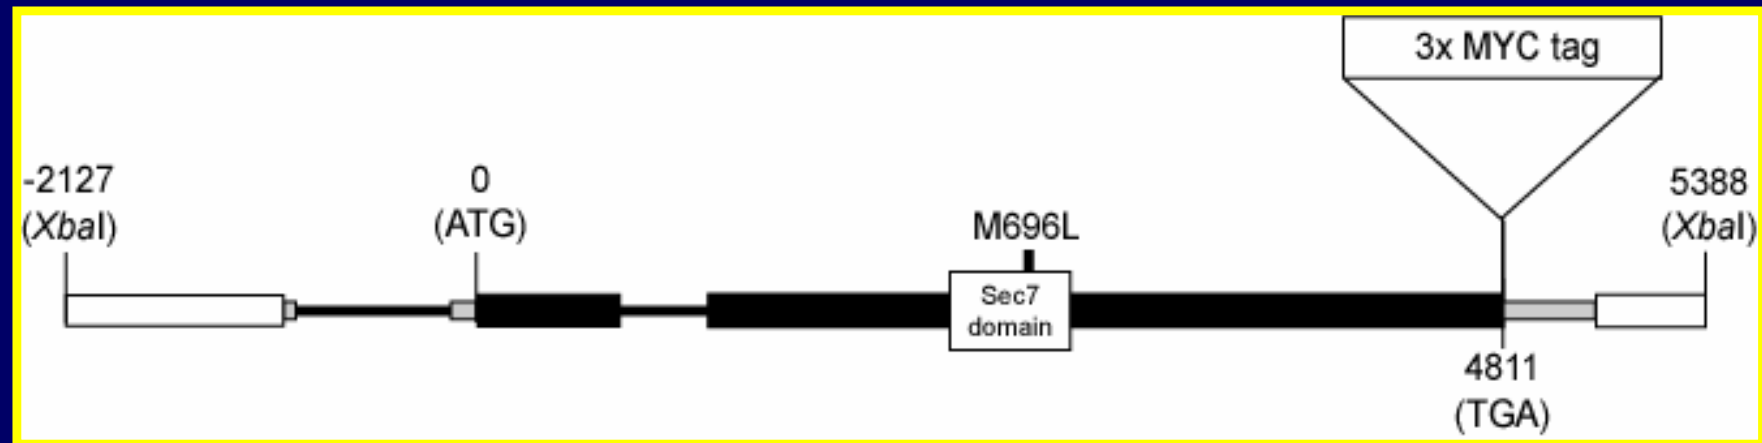 3x MYC tag
-2127
(XbaI)
0
(ATG)
M696L
5388
(XbaI)
Sec7
domain
4811
(TGA)